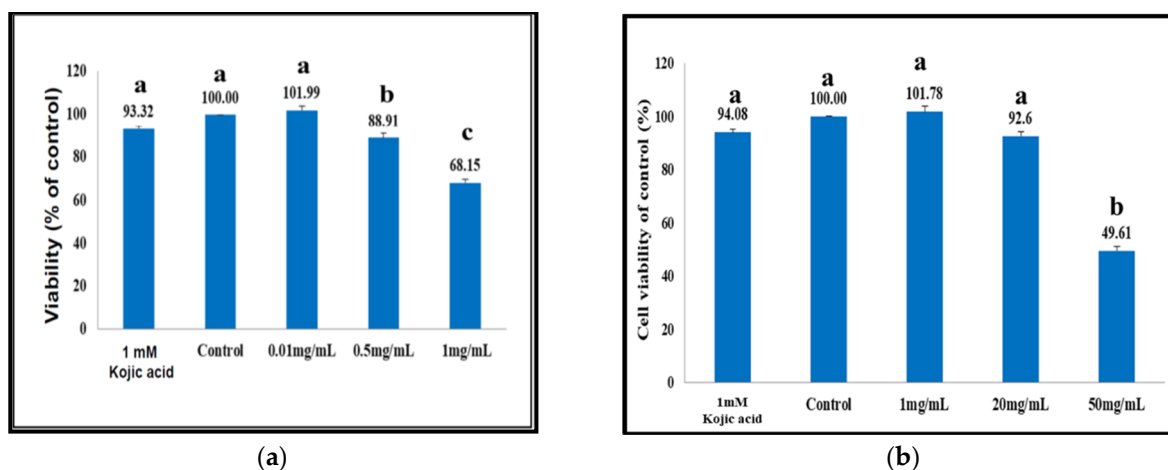 120
100
80
60
40
20
0
Viability (% of control)
a
93.32
a
100.00
a
101.99
b
88.91
c
68.15
1 mM
Kojic acid
Control
0.01mg/mL
0.5mg/mL
1mg/mL
(a)
120
100
80
60
40
20
0
Cell viability of control (%)
a
94.08
a
100.00
a
101.78
a
92.6
b
49.61
1mM
Kojic acid
Control
1mg/mL
20mg/mL
50mg/mL
(b)